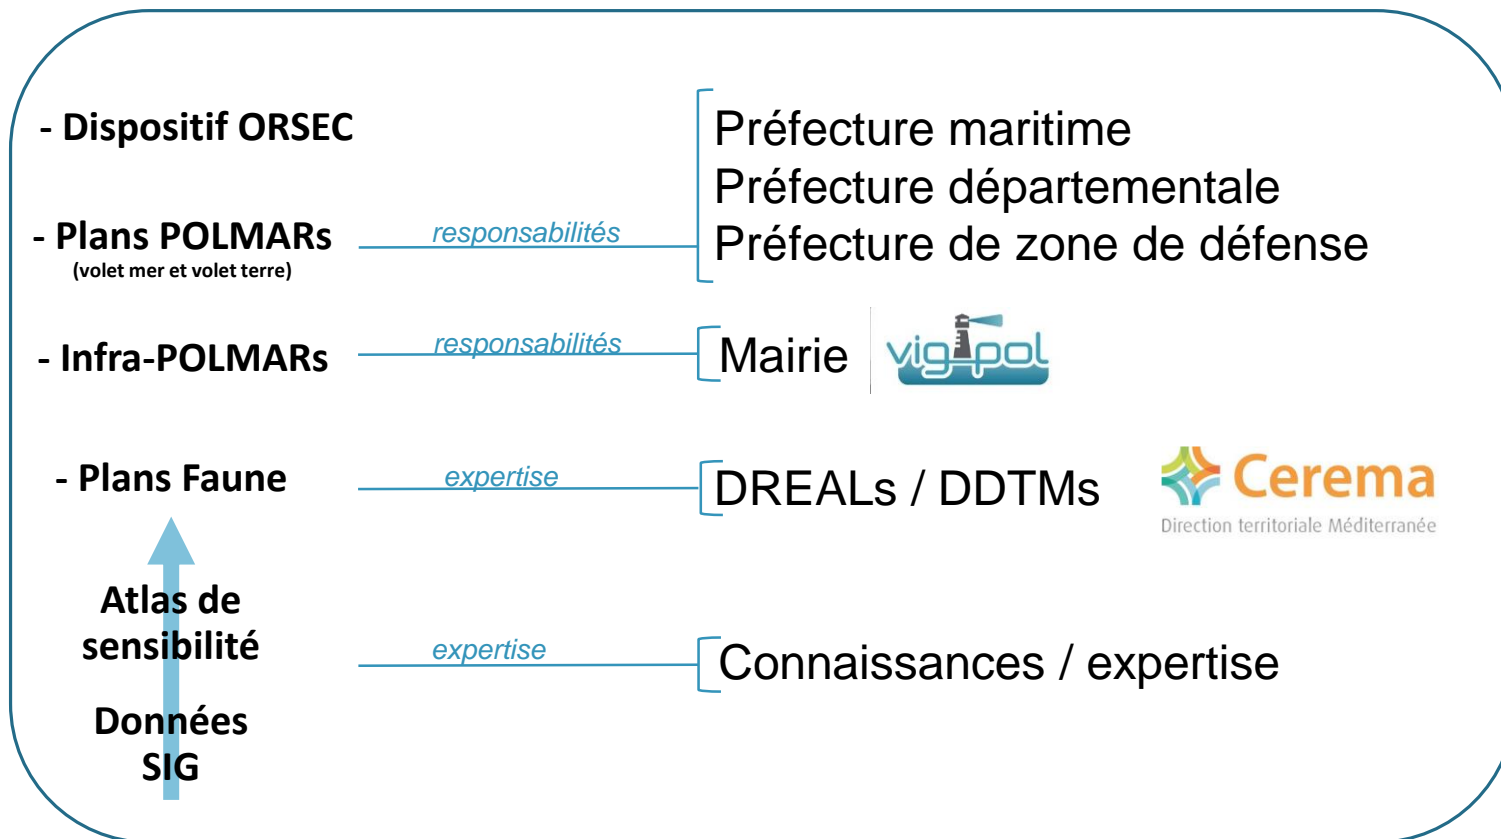 - Dispositif ORSEC
Préfecture maritime
Préfecture départementale
- Plans POLMARs
(volet mer et volet terre)
responsabilités
Préfecture de zone de défense
- Infra-POLMARs
responsabilités
Mairie
vigipol
- Plans Faune
expertise
DREALs / DDTMs
Cerema
Direction territoriale Méditerranée
Atlas de
sensibilité
expertise
Connaissances / expertise
Données
SIG